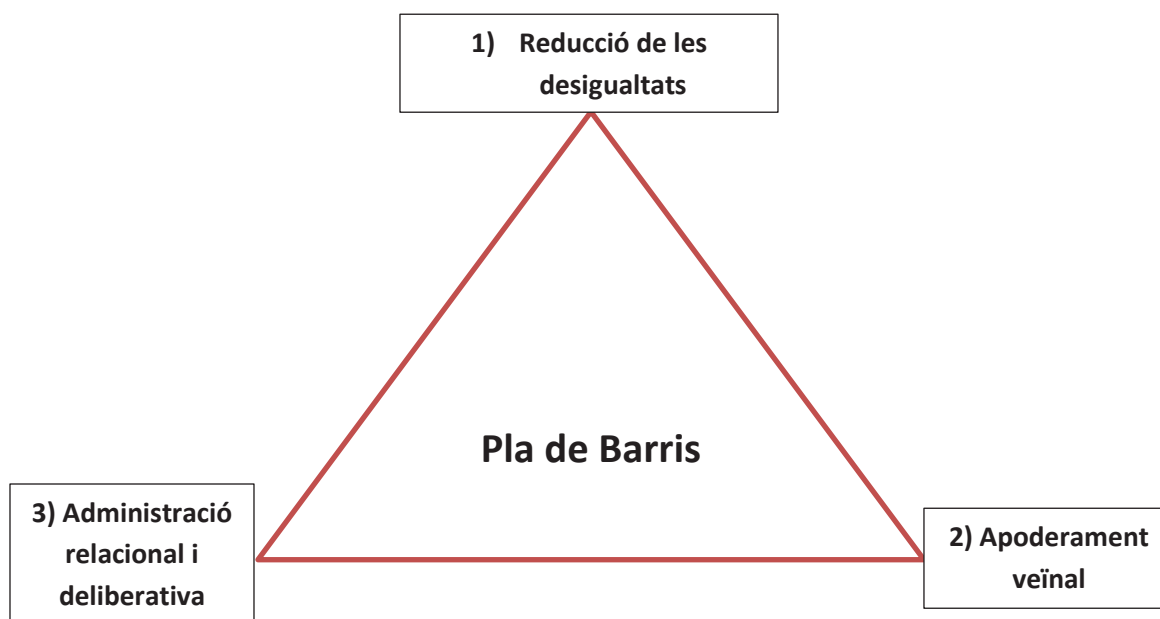 1) Reducció de les
desigualtats
Pla de Barris
3) Administració
relacional i
deliberativa
2) Apoderament
veïnal